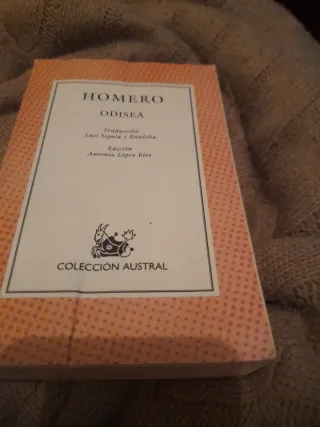 HOMERO
ODISEA
Traducción
Luis Segalá y Estalella
Edición
Antonio López Eire
COLECCIÓN AUSTRAL